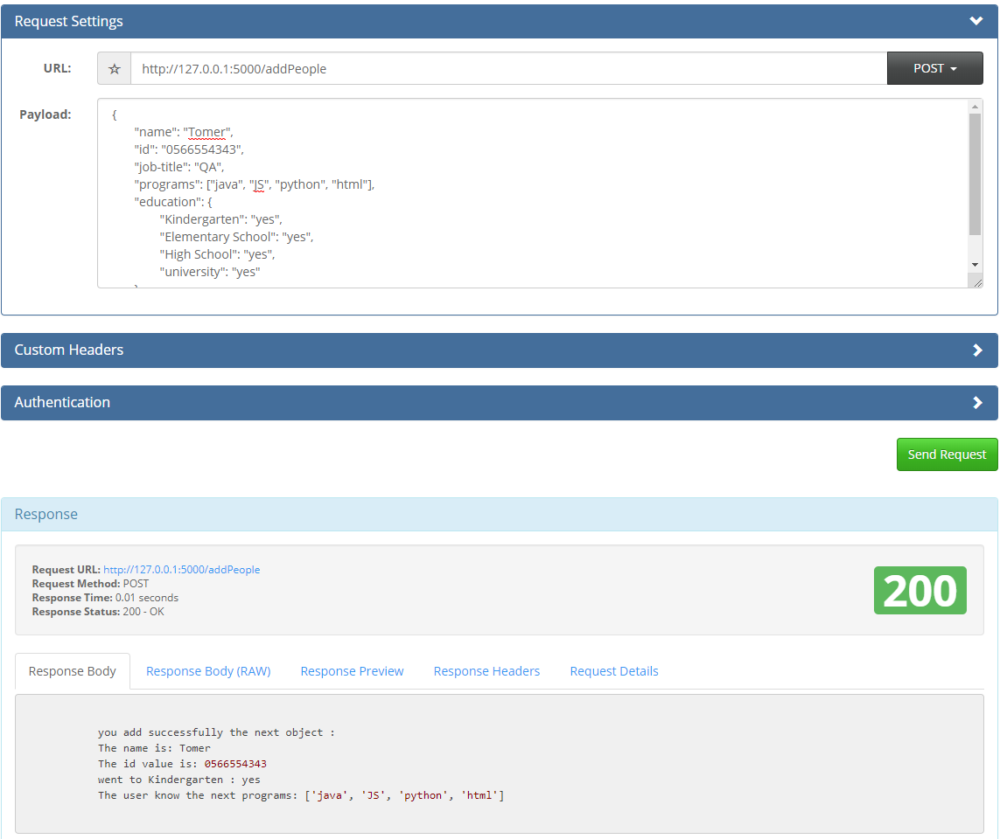 Request Settings
URL:
http://127.0.0.1:5000/addPeople
POST
Payload:
{
"name": "Tomer",
"id": "0566554343",
"job-title": "QA",
"programs": ["java", "JS", "python", "html"],
"education": {
"Kindergarten": "yes",
"Elementary School": "yes",
"High School": "yes",
"university": "yes"
Custom Headers
Authentication
Send Request
Response
Request URL: http://127.0.0.1:5000/addPeople
Request Method: POST
Response Time: 0.01 seconds
Response Status: 200 - OK
200
Response Body
Response Body (RAW)
Response Preview
Response Headers
Request Details
you add successfully the next object :
The name is: Tomer
The id value is: 0566554343
went to Kindergarten : yes
The user know the next programs: ['java', 'JS', 'python', 'html']